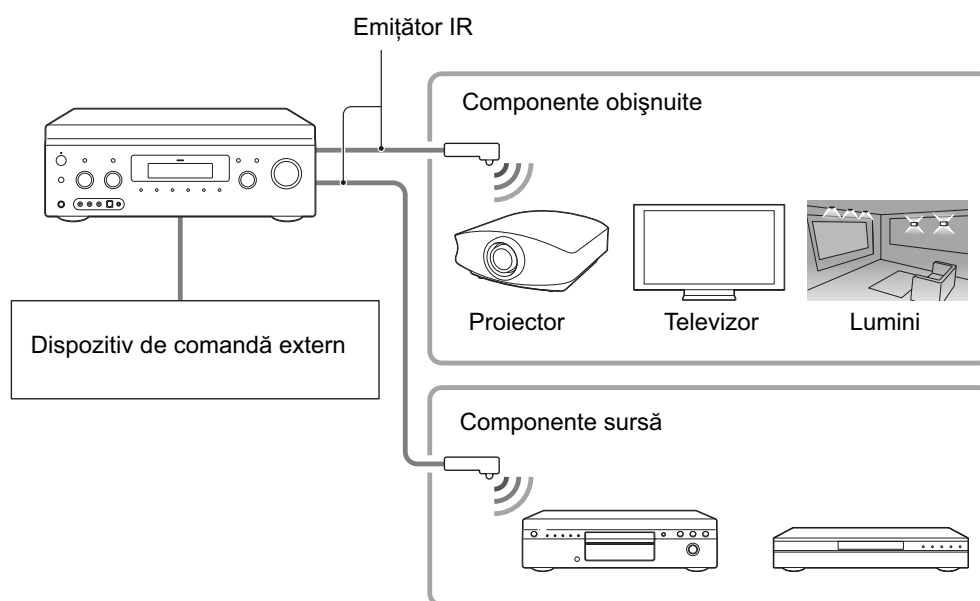 Emițător IR
Componente obişnuite
Proiector
Televizor
Lumini
Dispozitiv de comandă extern
Componente sursă